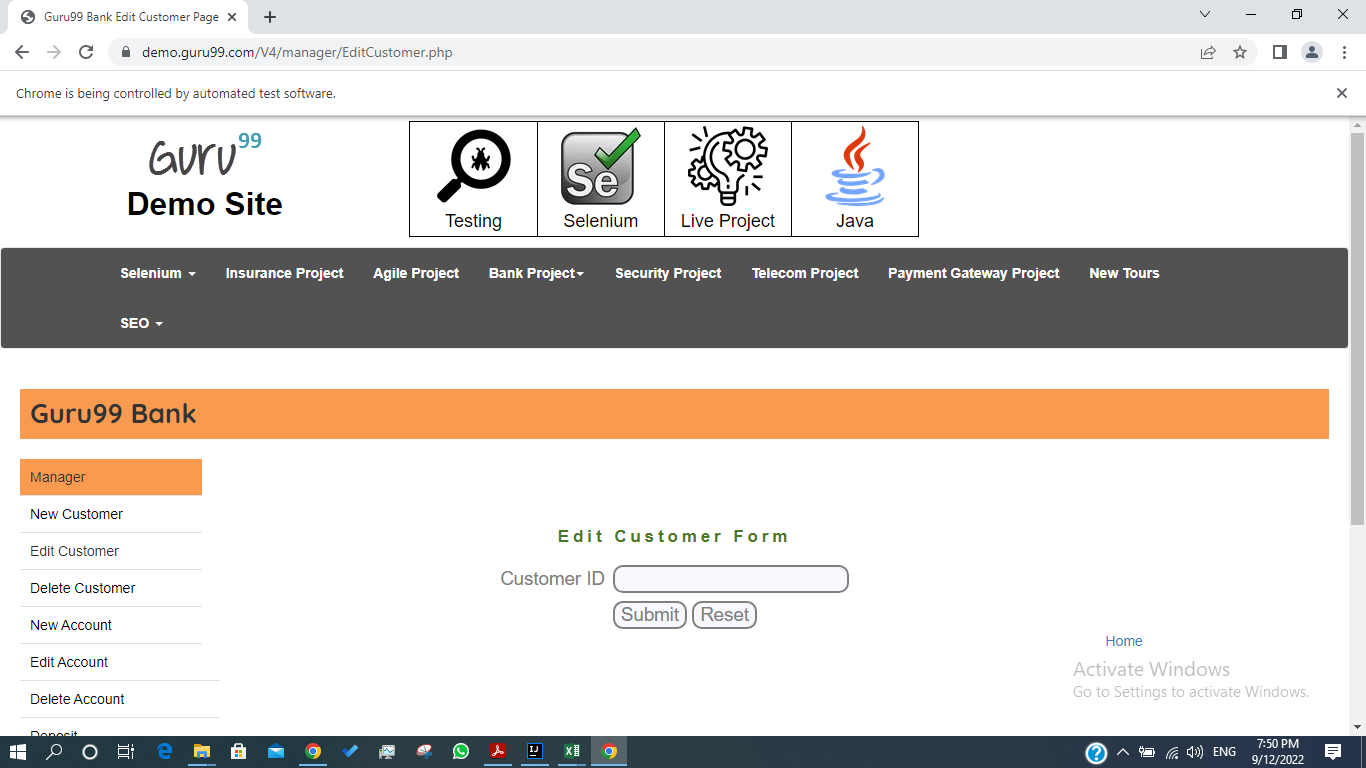 Guru99 Bank Edit Customer Page
demo.guru99.com/V4/manager/EditCustomer.php
Chrome is being controlled by automated test software.
Guru99
Demo Site
Testing
Se
Selenium
Live Project
Java
Selenium
Insurance Project
Agile Project
Bank Project
Security Project
Telecom Project
Payment Gateway Project
New Tours
SEO
Guru99 Bank
Manager
New Customer
Edit Customer
Delete Customer
New Account
Edit Account
Delete Account
Deposit
Edit Customer Form
Customer ID
Submit Reset
Home
Activate Windows
Go to Settings to activate Windows.
ENG
7:50 PM
9/12/2022